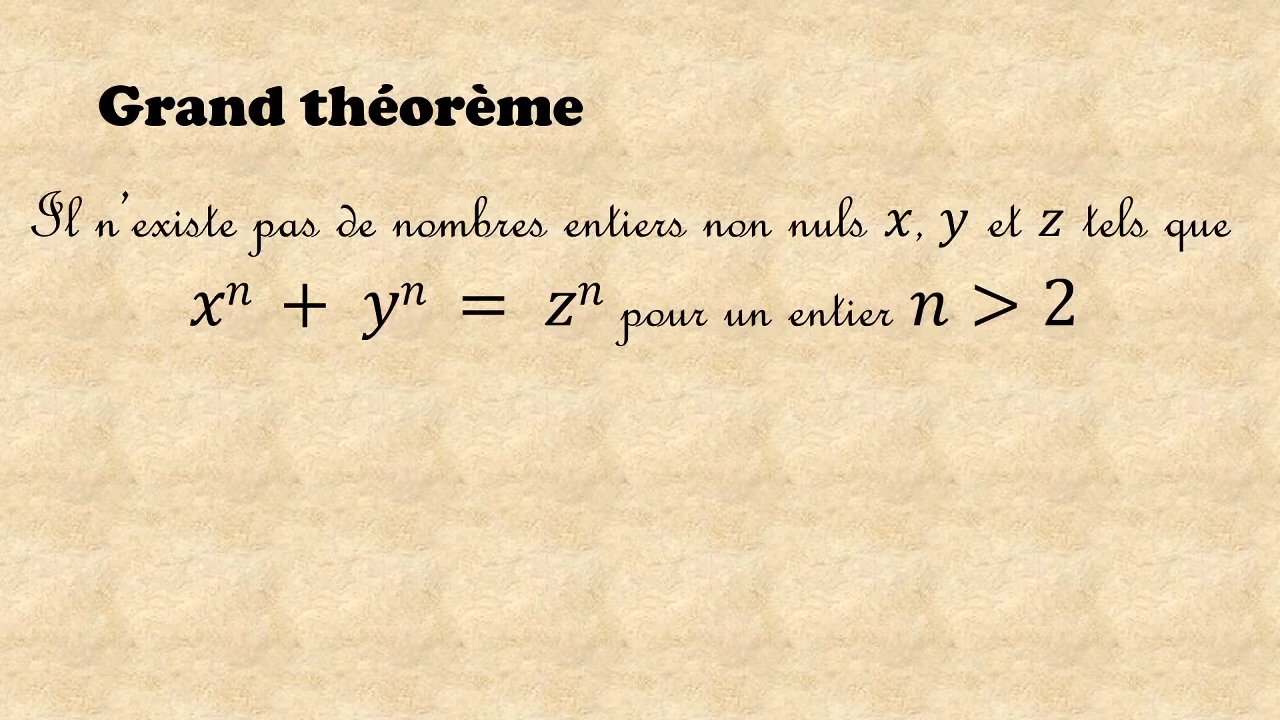 Grand théorème
Il n'existe pas de nombres entiers non nuls x, y et z tels que
xⁿ + yⁿ = zⁿ pour un entier n > 2